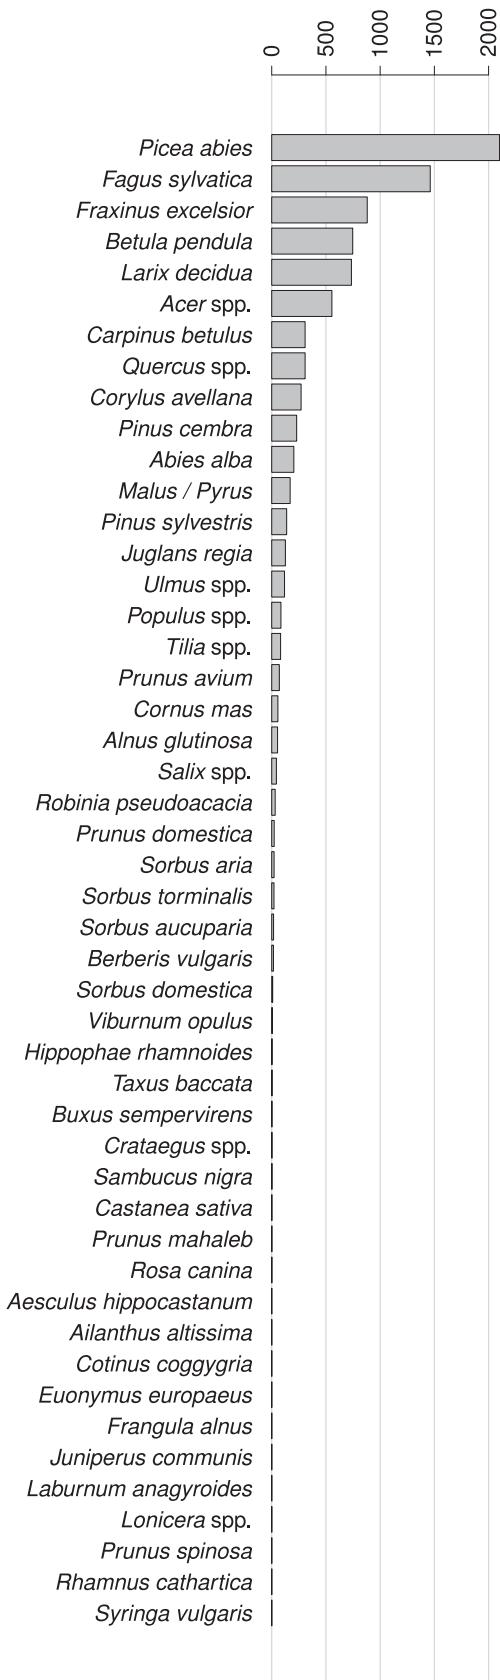 0 500 1000 1500 2000
Picea abies
Fagus sylvatica
Fraxinus excelsior
Betula pendula
Larix decidua
Acer spp.
Carpinus betulus
Quercus spp.
Corylus avellana
Pinus cembra
Abies alba
Malus / Pyrus
Pinus sylvestris
Juglans regia
Ulmus spp.
Populus spp.
Tilia spp.
Prunus avium
Cornus mas
Alnus glutinosa
Salix spp.
Robinia pseudoacacia
Prunus domestica
Sorbus aria
Sorbus torminalis
Sorbus aucuparia
Berberis vulgaris
Sorbus domestica
Viburnum opulus
Hippophae rhamnoides
Taxus baccata
Buxus sempervirens
Crataegus spp.
Sambucus nigra
Castanea sativa
Prunus mahaleb
Rosa canina
Aesculus hippocastanum
Ailanthus altissima
Cotinus coggygria
Euonymus europaeus
Frangula alnus
Juniperus communis
Laburnum anagyroides
Lonicera spp.
Prunus spinosa
Rhamnus cathartica
Syringa vulgaris